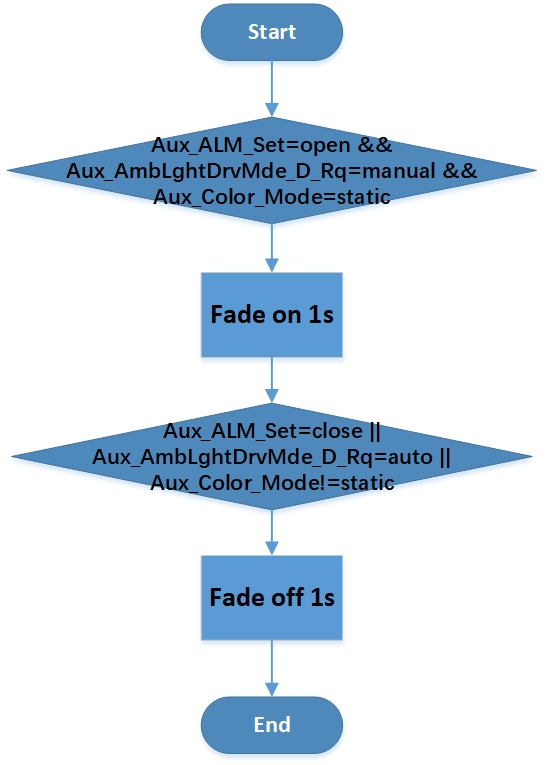 Start
Aux_ALM_Set=open &&
Aux_AmbLghtDrvMde_D_Rq=manual &&
Aux_Color_Mode=static
Fade on 1s
Aux_ALM_Set=close ||
Aux_AmbLghtDrvMde_D_Rq=auto ||
Aux_Color_Mode!=static
Fade off 1s
End